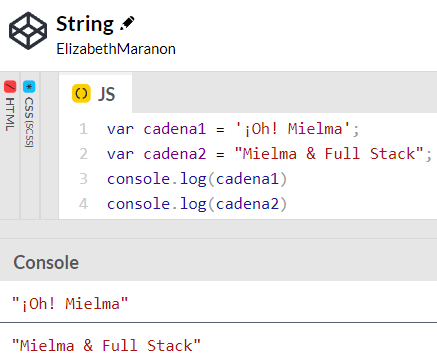 String
ElizabethMaranon
HTML
CSS (SCSS)
JS
1 var cadena1 = '¡Oh! Mielma';
2 var cadena2 = "Mielma & Full Stack";
3 console.log(cadena1)
4 console.log(cadena2)
Console
"¡Oh! Mielma"
"Mielma & Full Stack"